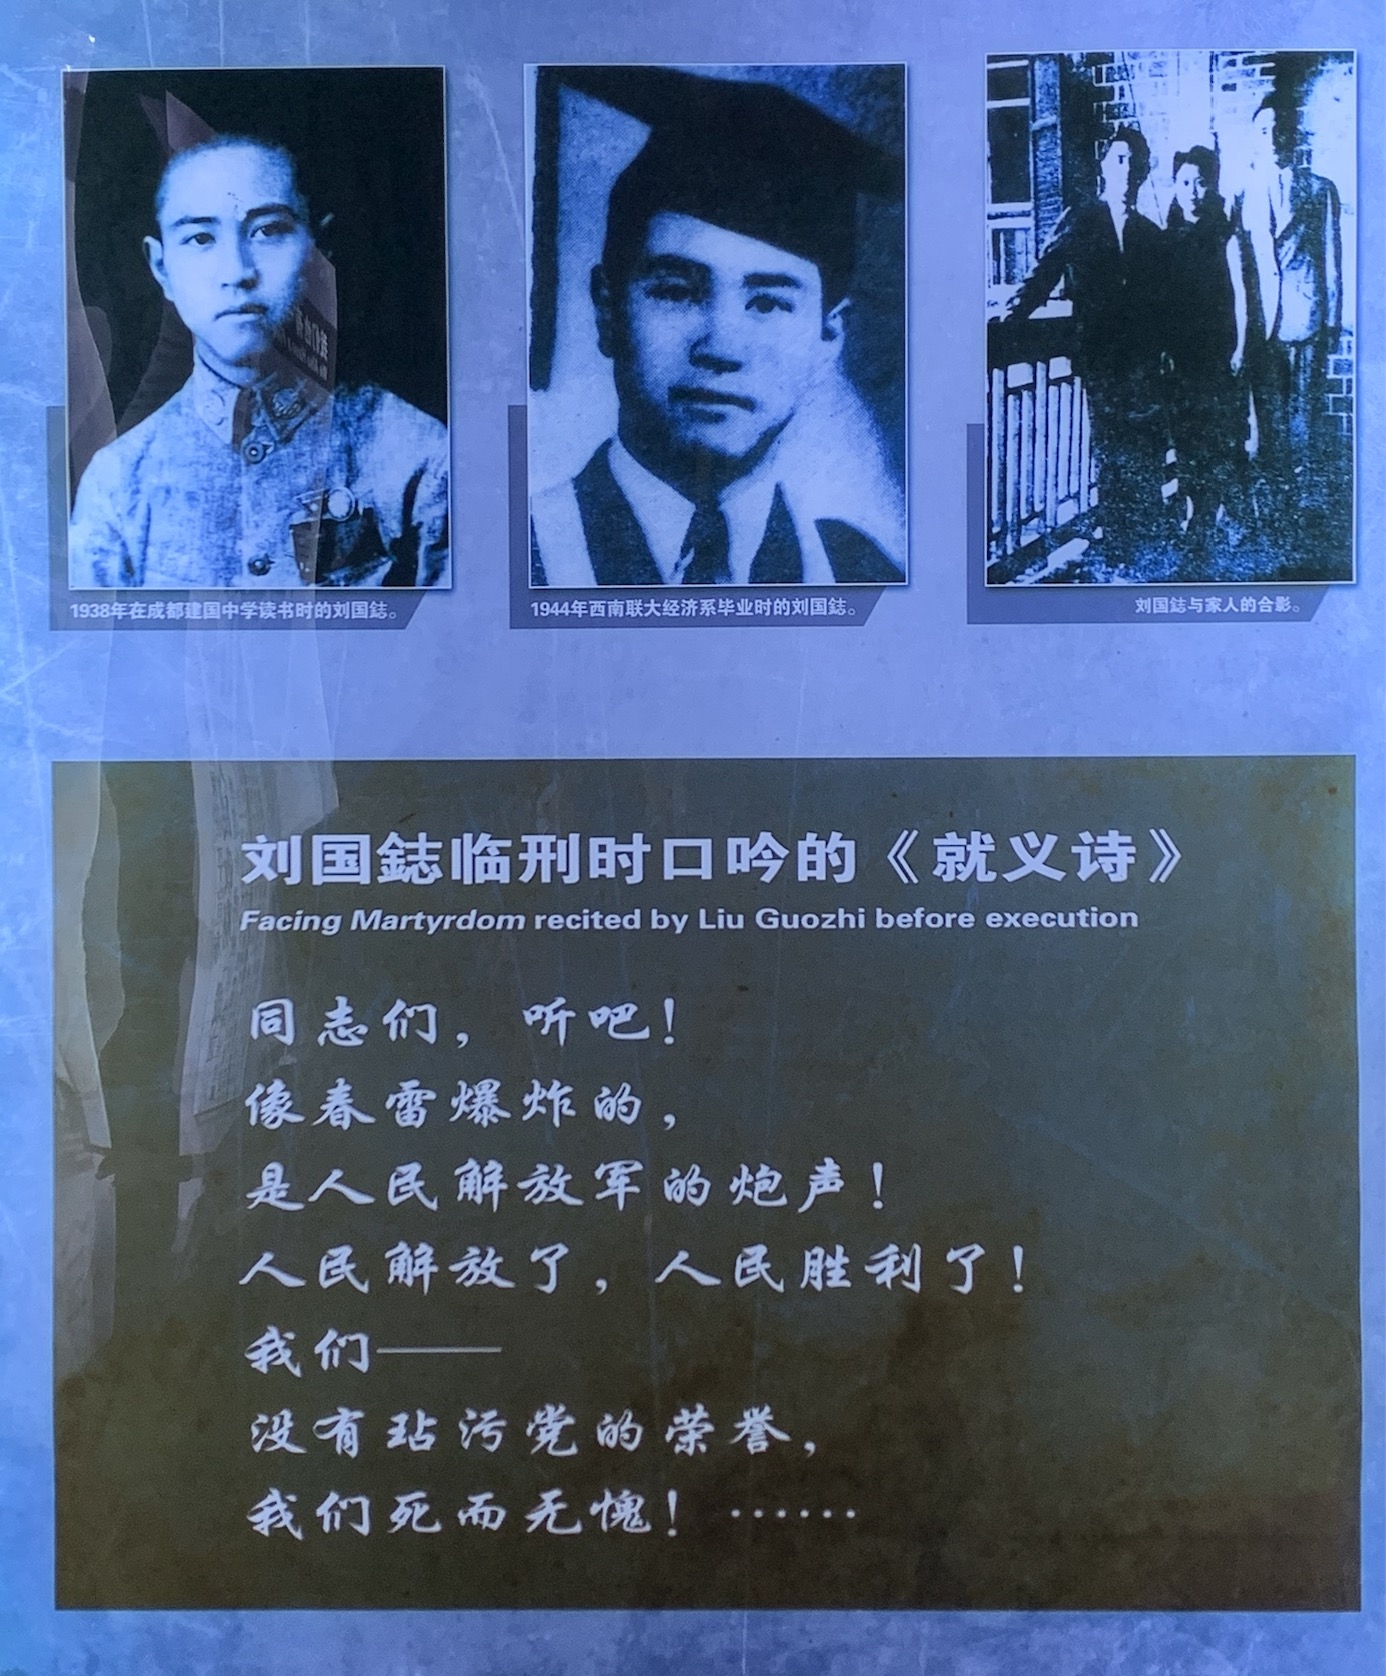 1938年在成都建国中学读书时的刘国鋕。
1944年西南联大经济系毕业时的刘国鋕。
刘国鋕与家人的合影。
刘国鋕临刑时口吟的《就义诗》
Facing Martyrdom recited by Liu Guozhi before execution
同志们，听吧！
像春雷爆炸的，
是人民解放军的炮声！
人民解放了，人民胜利了！
我们——
没有玷污党的荣誉，
我们死而无愧！……